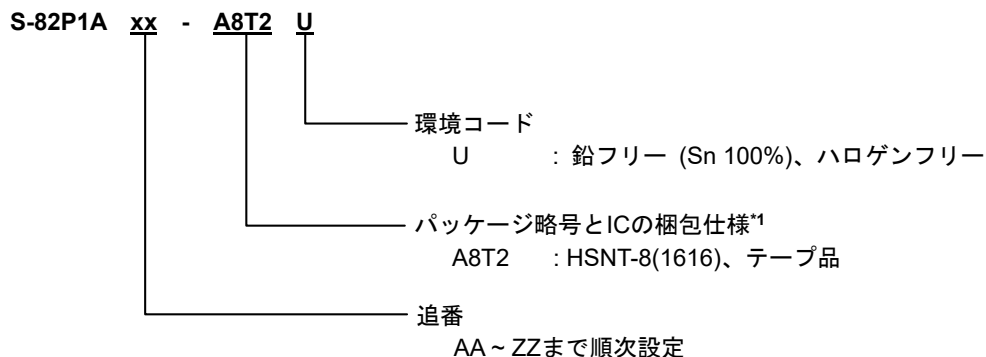 S-82P1A xx - A8T2 U
環境コード
U : 鉛フリー (Sn 100%)、ハロゲンフリー
パッケージ略号とICの梱包仕様*1
A8T2 : HSNT-8(1616)、テープ品
追番
AA ~ ZZまで順次設定